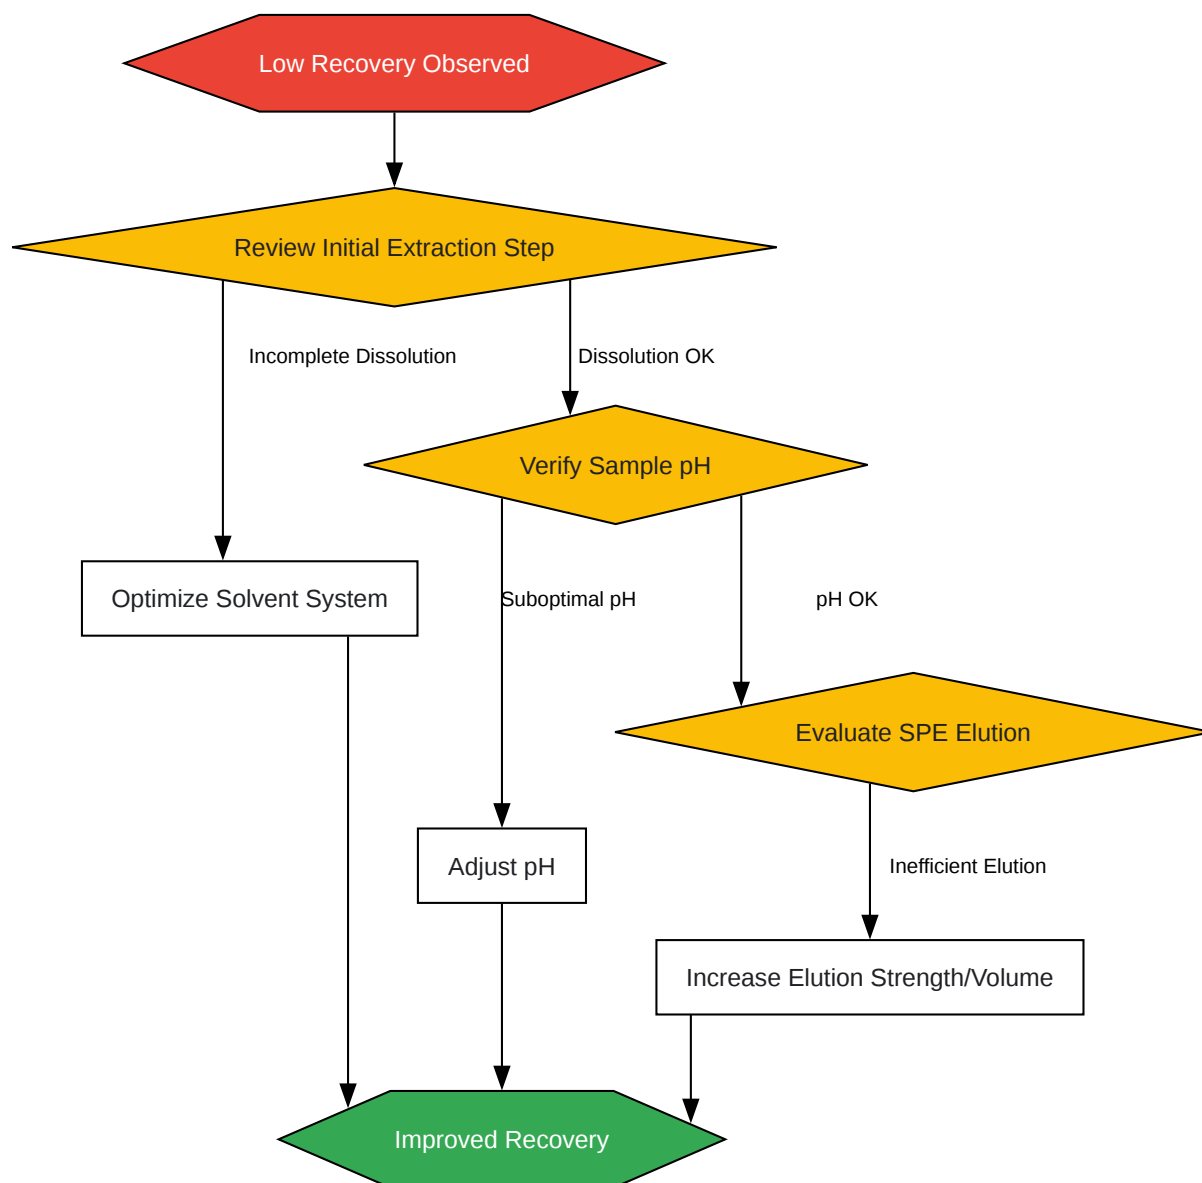 Low Recovery Observed
Review Initial Extraction Step
Incomplete Dissolution
Dissolution OK
Verify Sample pH
Optimize Solvent System
Suboptimal pH
pH OK
Evaluate SPE Elution
Adjust pH
Inefficient Elution
Increase Elution Strength/Volume
Improved Recovery